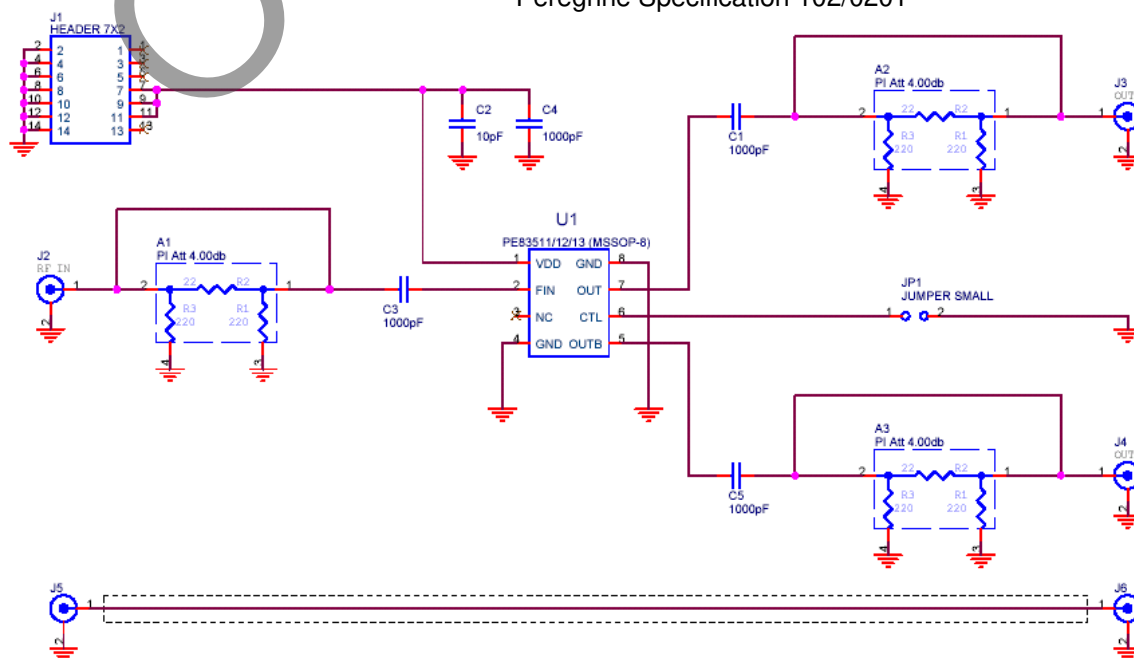 Peregrine Specification 102/0201
J1
HEADER 7X2
2 2 1 1
4 4 3 3
6 6 5 5
8 8 7 7
10 10 9 9
12 12 11 11
14 14 13 13
C2
10pF
C4
1000pF
J2
RF IN
1
2
A1
PI Att 4.00db
2 22 R2 1
R3 R1
220 220
4 3
C3
1000pF
U1
PE83511/12/13 (MSSOP-8)
1 VDD GND 8
2 FIN OUT 7
3 NC CTL 6
4 GND OUTB 5
C1
1000pF
A2
PI Att 4.00db
2 22 R2 1
R3 R1
220 220
4 3
J3
OUT
1
2
JP1
JUMPER SMALL
1 2
C5
1000pF
A3
PI Att 4.00db
2 22 R2 1
R3 R1
220 220
4 3
J4
OUT
1
2
J5
1
2
J6
1
2